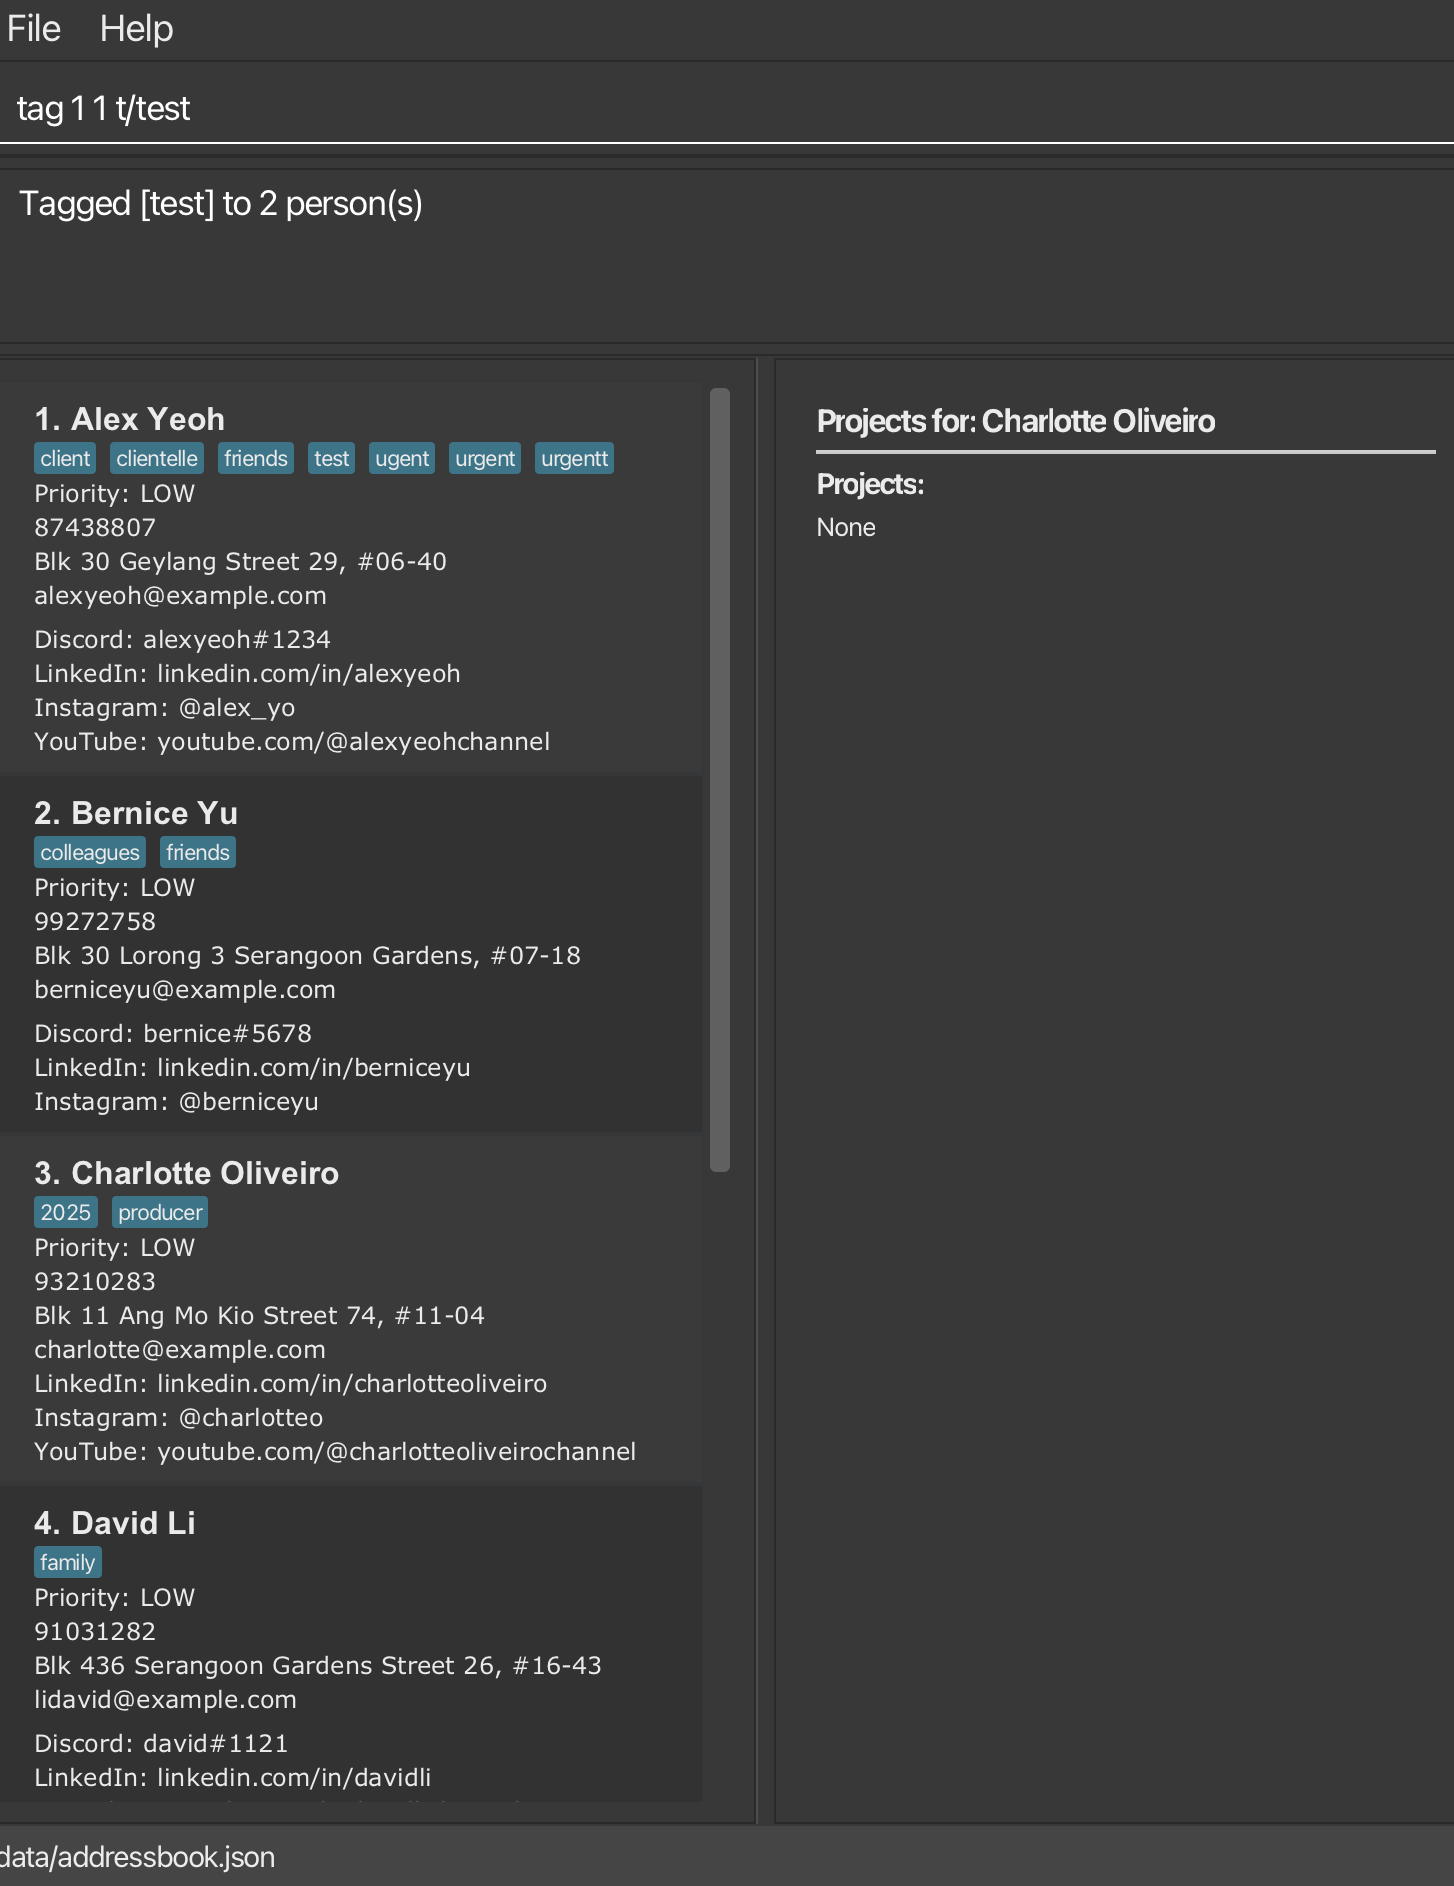 File Help
tag 1 1 t/test
Tagged [test] to 2 person(s)
1. Alex Yeoh
client clientelle friends test ugent urgent urgentt
Priority: LOW
87438807
Blk 30 Geylang Street 29, #06-40
alexyeoh@example.com
Discord: alexyeoh#1234
LinkedIn: linkedin.com/in/alexyeoh
Instagram: @alex_yo
YouTube: youtube.com/@alexyeohchannel
2. Bernice Yu
colleagues friends
Priority: LOW
99272758
Blk 30 Lorong 3 Serangoon Gardens, #07-18
berniceyu@example.com
Discord: bernice#5678
LinkedIn: linkedin.com/in/berniceyu
Instagram: @berniceyu
3. Charlotte Oliveiro
2025 producer
Priority: LOW
93210283
Blk 11 Ang Mo Kio Street 74, #11-04
charlotte@example.com
LinkedIn: linkedin.com/in/charlotteoliveiro
Instagram: @charlotteo
YouTube: youtube.com/@charlotteoliveirochannel
4. David Li
family
Priority: LOW
91031282
Blk 436 Serangoon Gardens Street 26, #16-43
lidavid@example.com
Discord: david#1121
LinkedIn: linkedin.com/in/davidli
Projects for: Charlotte Oliveiro
Projects:
None
data/addressbook.json